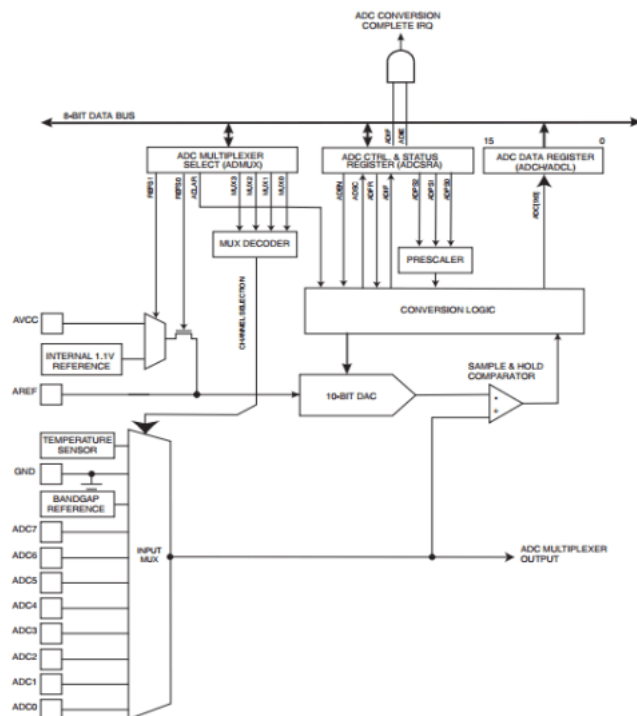 ADC CONVERSION
COMPLETE IRQ
8-BIT DATA BUS
ADIF
ADIE
15
0
ADC MULTIPLEXER
SELECT (ADMUX)
ADC CTRL. & STATUS
REGISTER (ADCSRA)
ADC DATA REGISTER
(ADCH/ADCL)
REFS1
REFS0
ADLAR
MUX3
MUX2
MUX1
MUX0
ADEN
ADSC
ADFR
ADIF
ADPS2
ADPS1
ADPS0
ADC[9:0]
MUX DECODER
PRESCALER
CHANNEL SELECTION
CONVERSION LOGIC
AVCC
INTERNAL 1.1V
REFERENCE
SAMPLE & HOLD
COMPARATOR
AREF
10-BIT DAC
-
+
TEMPERATURE
SENSOR
GND
BANDGAP
REFERENCE
ADC7
ADC6
ADC5
ADC4
ADC3
ADC2
ADC1
ADC0
INPUT
MUX
ADC MULTIPLEXER
OUTPUT